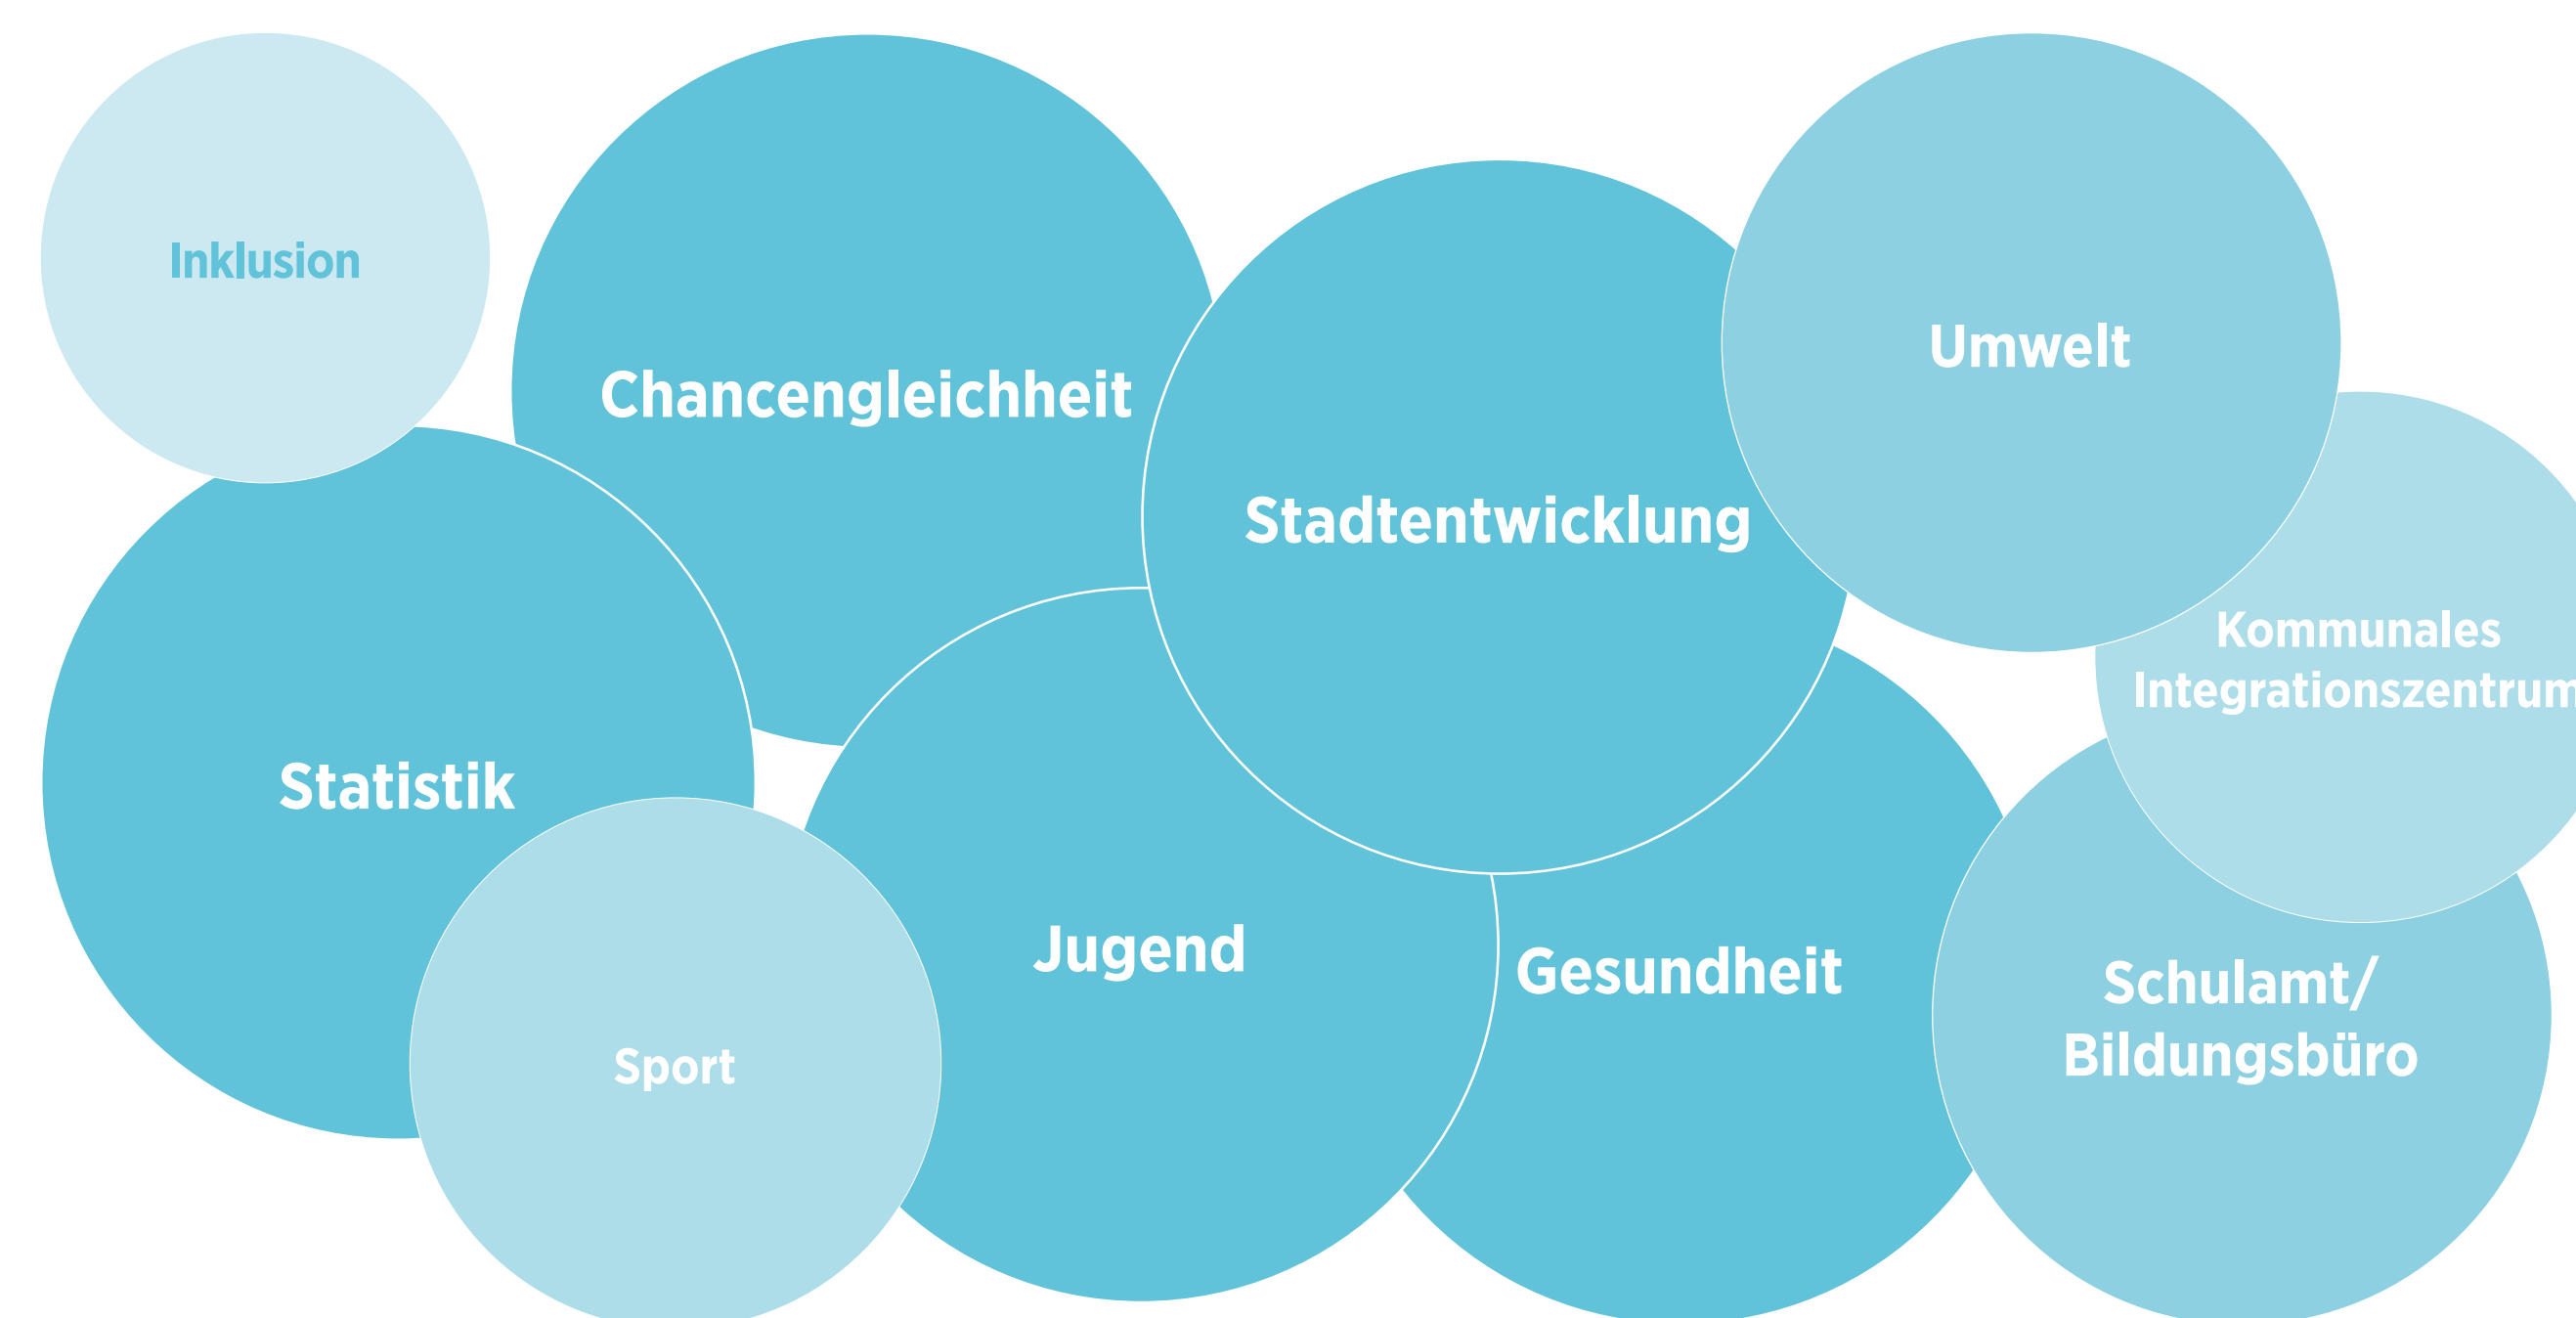 Inklusion
Chancengleichheit
Stadtentwicklung
Umwelt
Kommunales
Integrationszentrum
Statistik
Jugend
Gesundheit
Schulamt/
Bildungsbüro
Sport